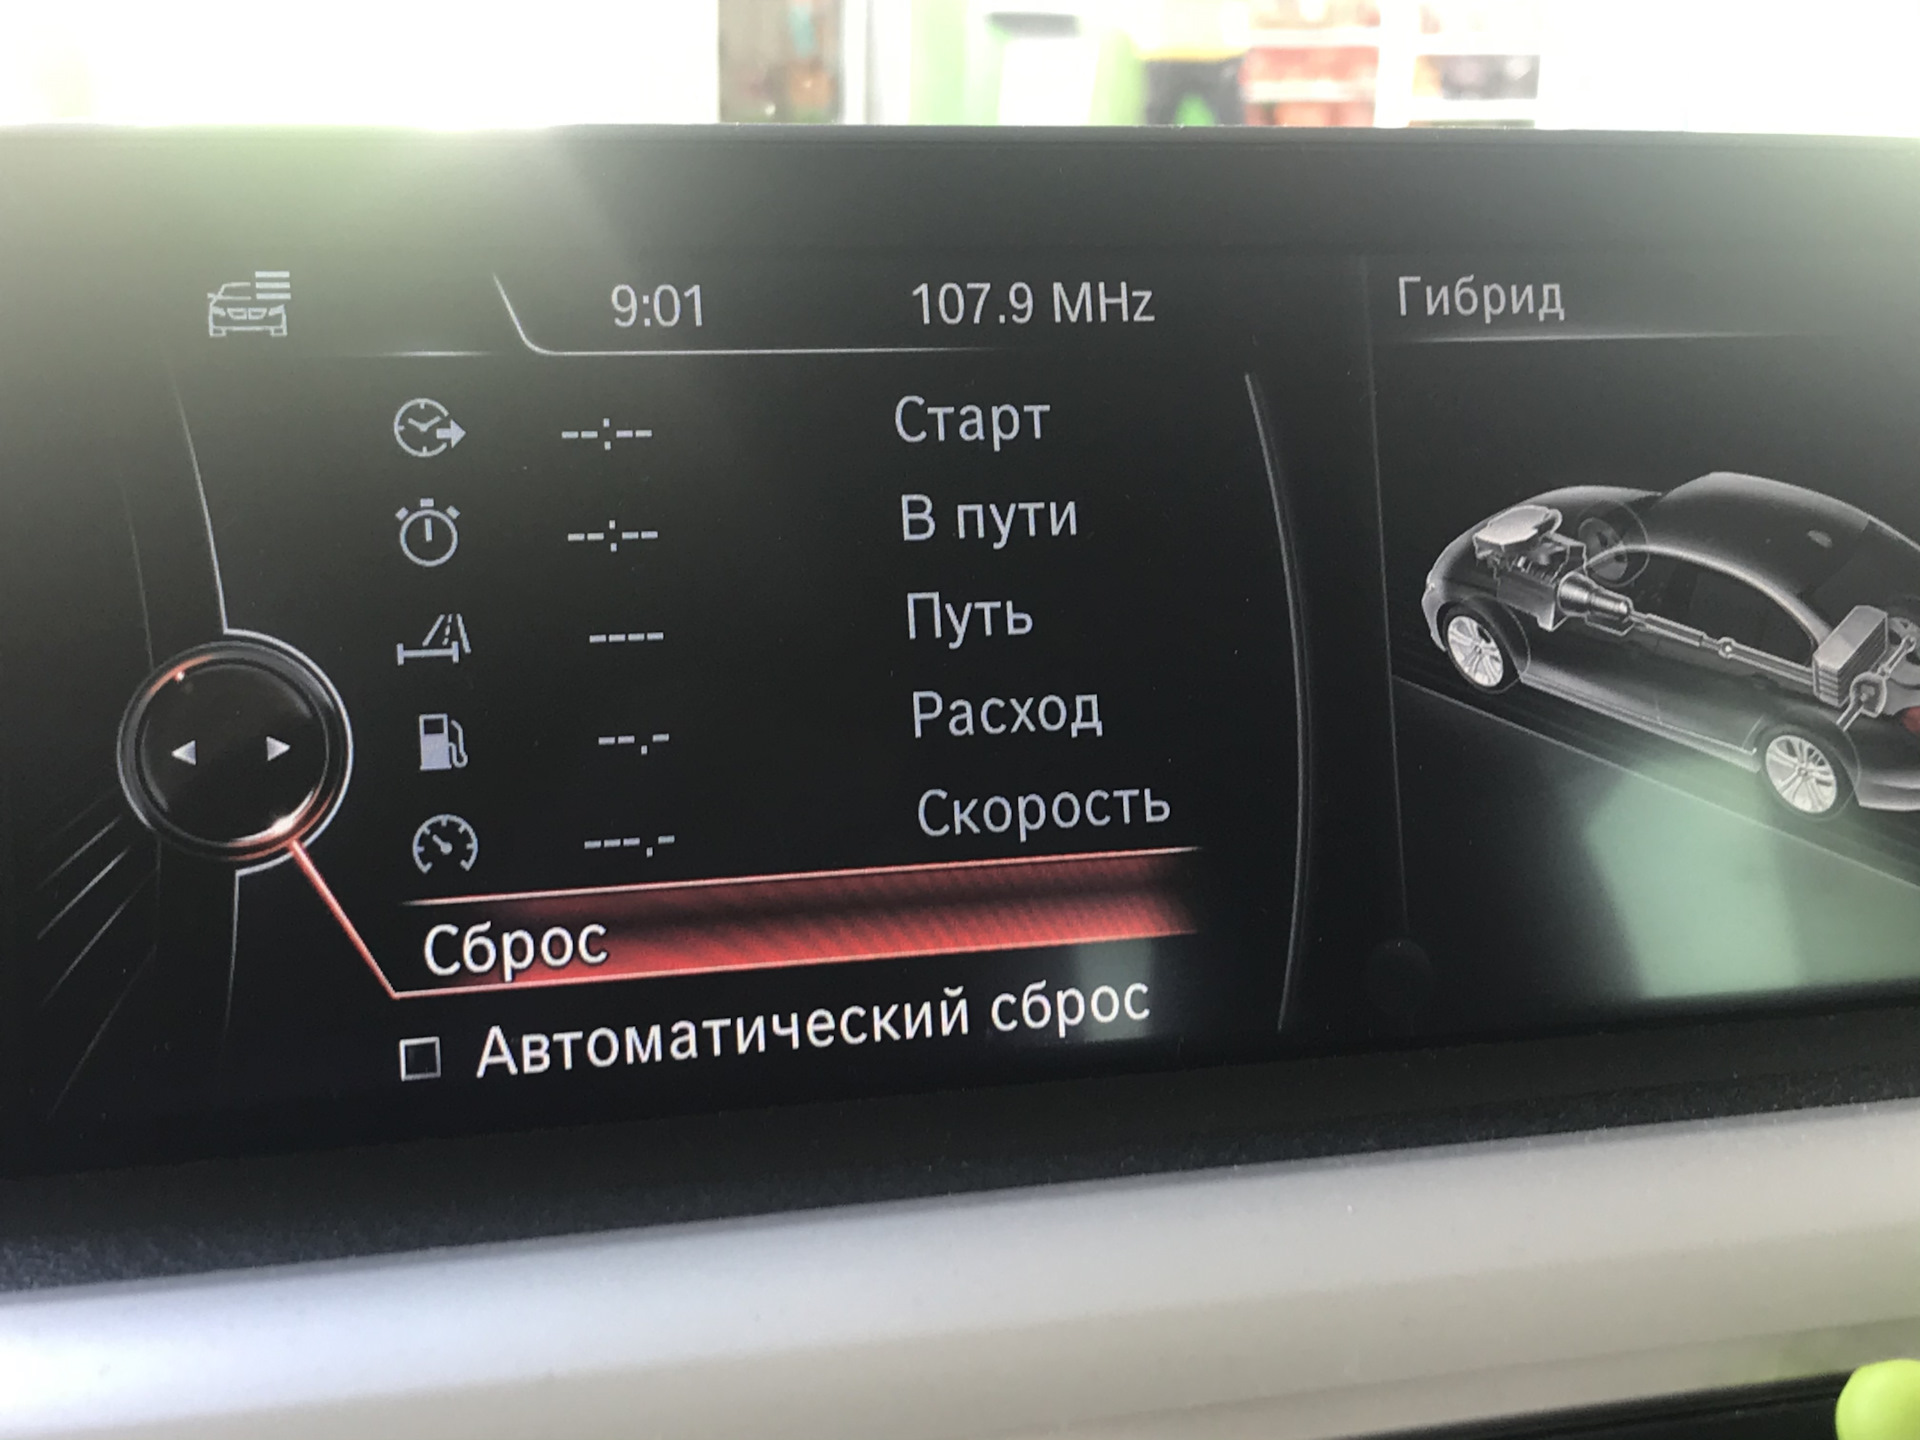 9:01 107.9 MHz Гибрид
--:-- Старт
--:-- В пути
---- Путь
--.- Расход
---.- Скорость
Сброс
Автоматический сброс